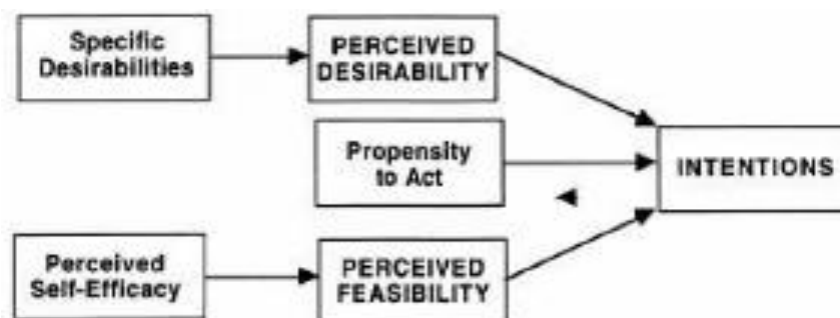 Specific
Desirabilities
PERCEIVED
DESIRABILITY
Propensity
to Act
INTENTIONS
Perceived
Self-Efficacy
PERCEIVED
FEASIBILITY